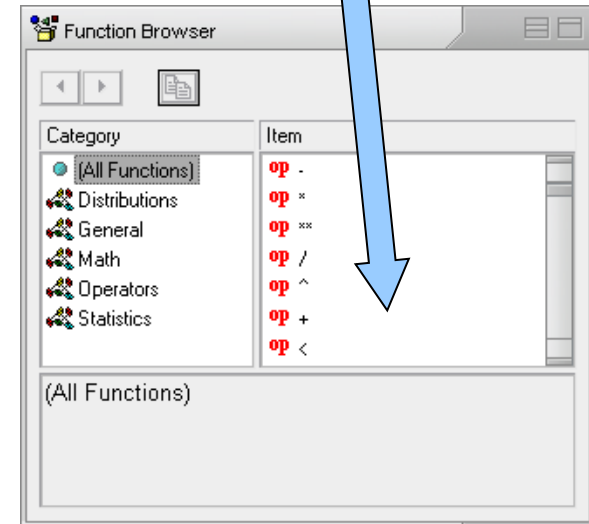 Function Browser
Category Item
(All Functions) op -
Distributions op *
General op **
Math op /
Operators op ^
Statistics op +
op <
(All Functions)